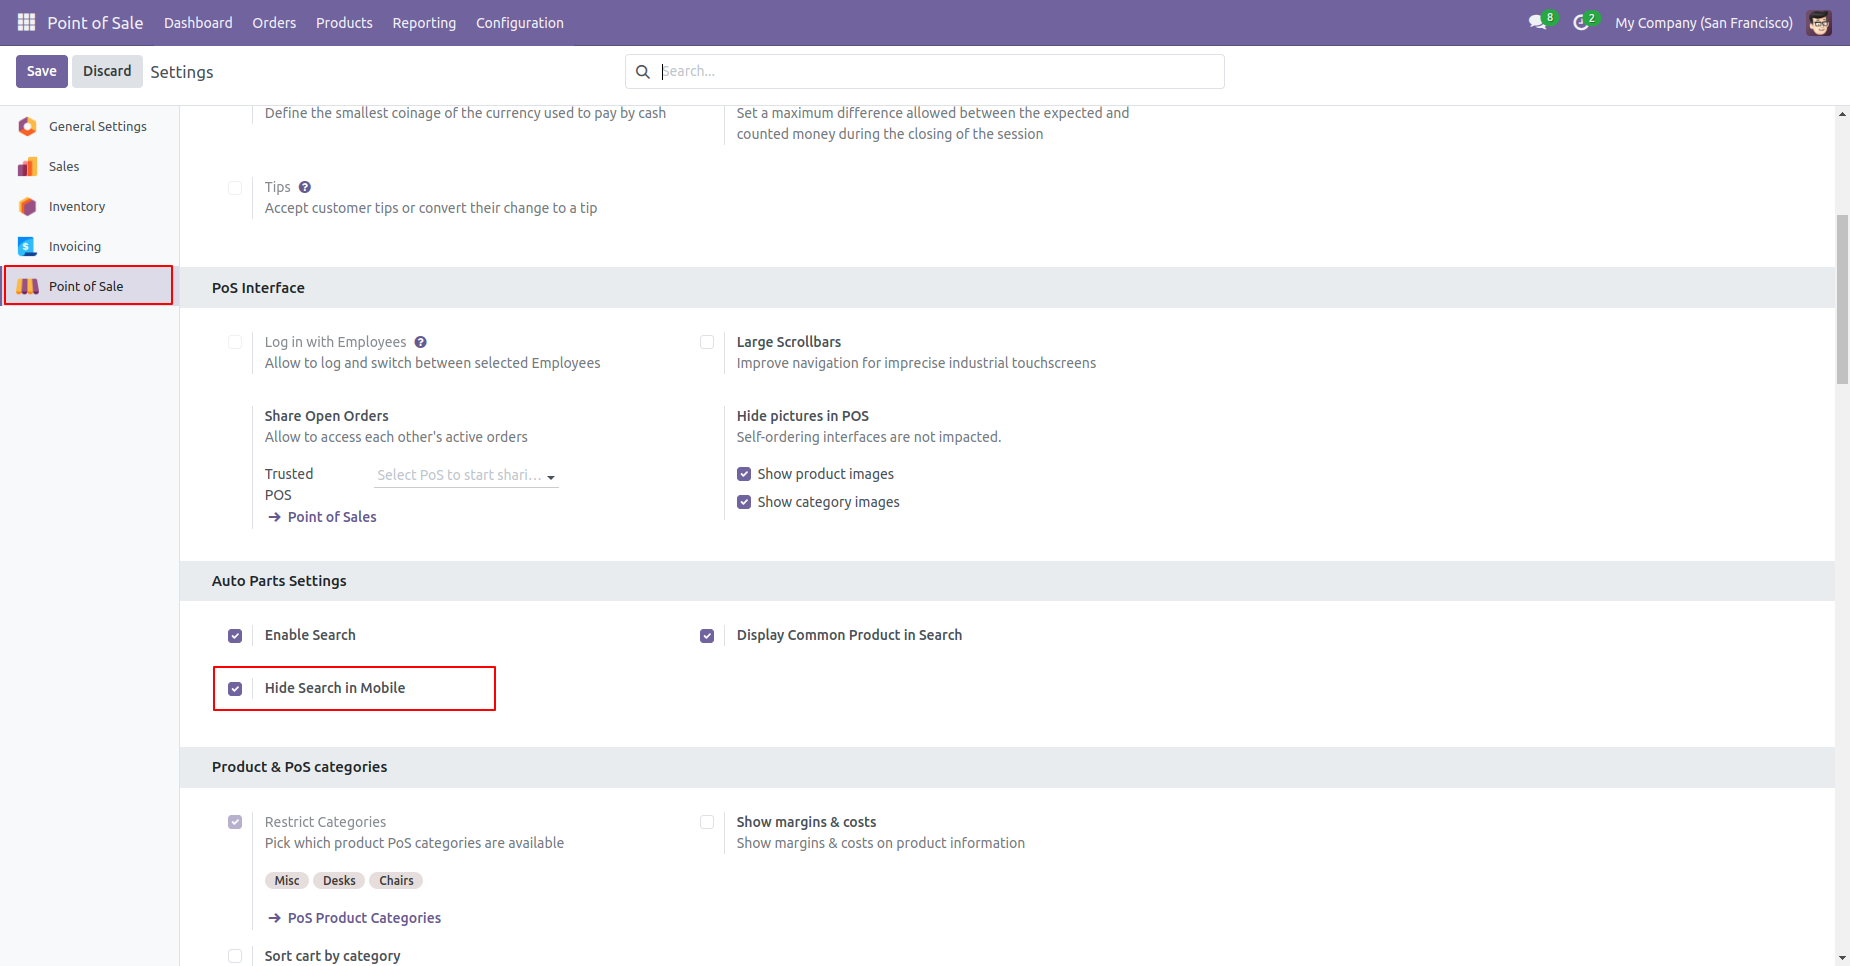 Point of Sale Dashboard Orders Products Reporting Configuration 8 2 My Company (San Francisco)
Save Discard Settings Search...
General Settings
Sales
Inventory
Invoicing
Point of Sale
Define the smallest coinage of the currency used to pay by cash
Set a maximum difference allowed between the expected and
counted money during the closing of the session
Tips ?
Accept customer tips or convert their change to a tip
PoS Interface
Log in with Employees ?
Allow to log and switch between selected Employees
Large Scrollbars
Improve navigation for imprecise industrial touchscreens
Share Open Orders
Allow to access each other's active orders
Trusted
POS
Select PoS to start shari...
Point of Sales
Hide pictures in POS
Self-ordering interfaces are not impacted.
Show product images
Show category images
Auto Parts Settings
Enable Search
Display Common Product in Search
Hide Search in Mobile
Product & PoS categories
Restrict Categories
Pick which product PoS categories are available
Misc Desks Chairs
PoS Product Categories
Show margins & costs
Show margins & costs on product information
Sort cart by category